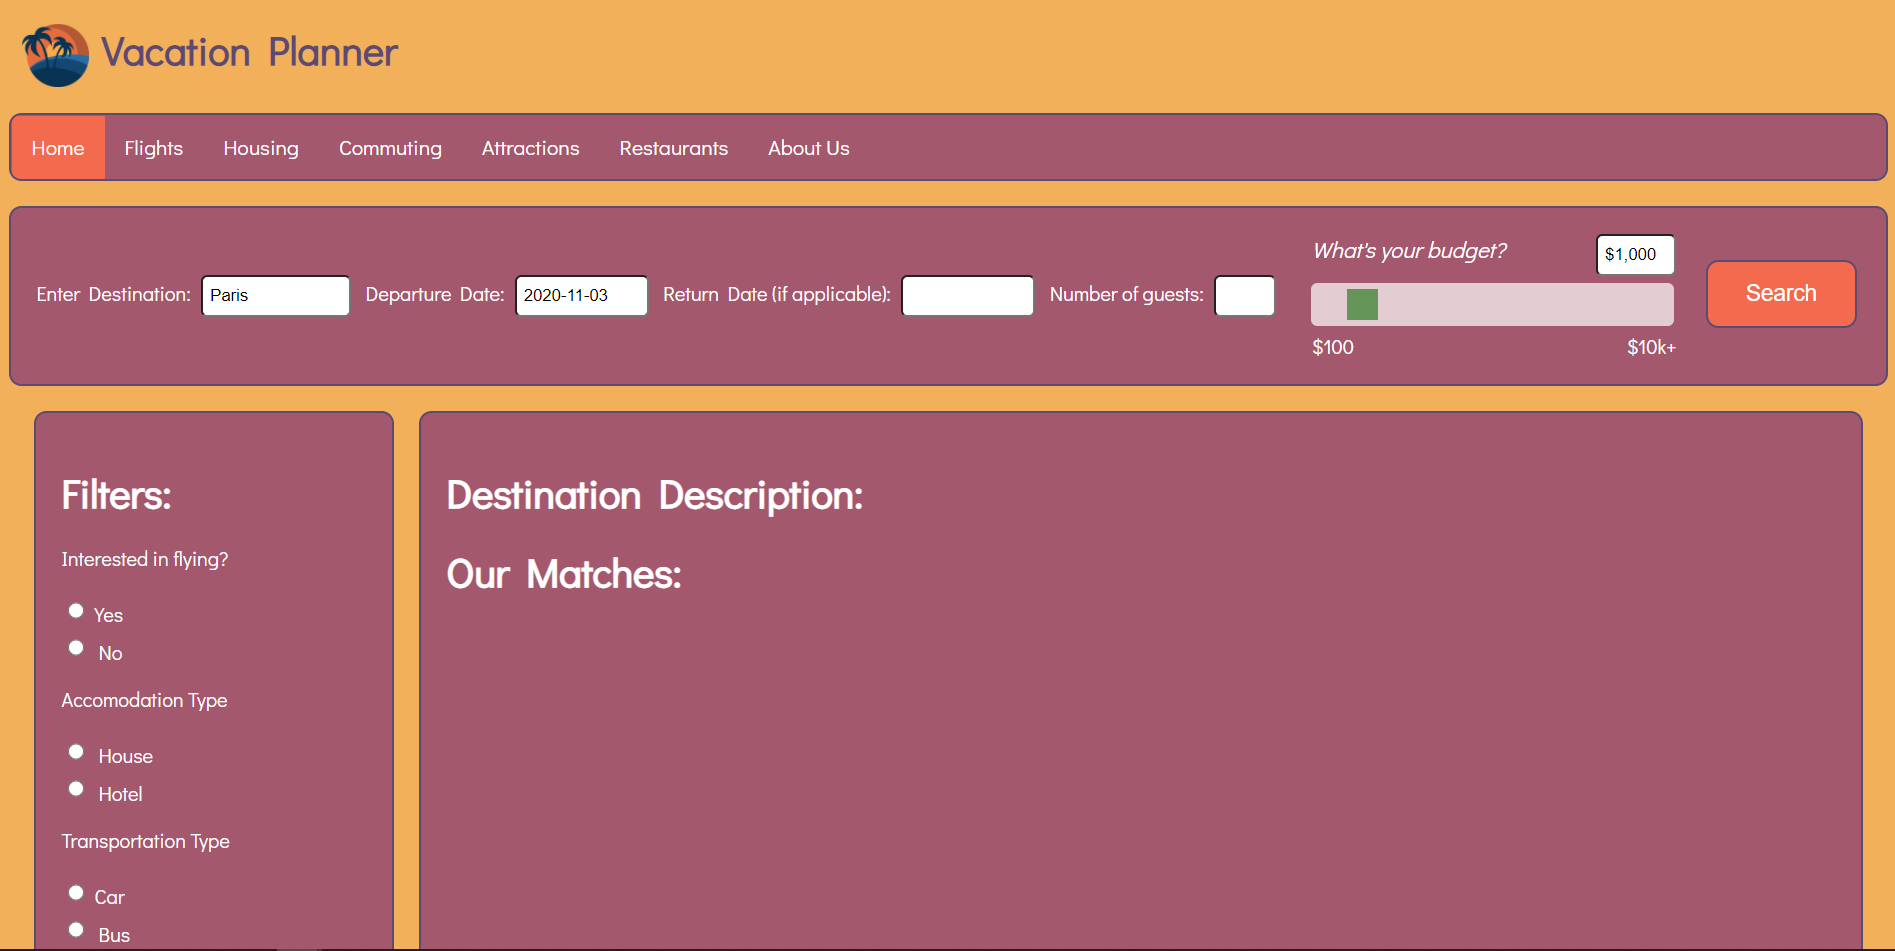 Vacation Planner
Home Flights Housing Commuting Attractions Restaurants About Us
What's your budget? $1,000
Enter Destination: Paris Departure Date: 2020-11-03 Return Date (if applicable): Number of guests: Search
$100 $10k+
Filters:
Interested in flying?
Yes
No
Accomodation Type
House
Hotel
Transportation Type
Car
Bus
Destination Description:
Our Matches: